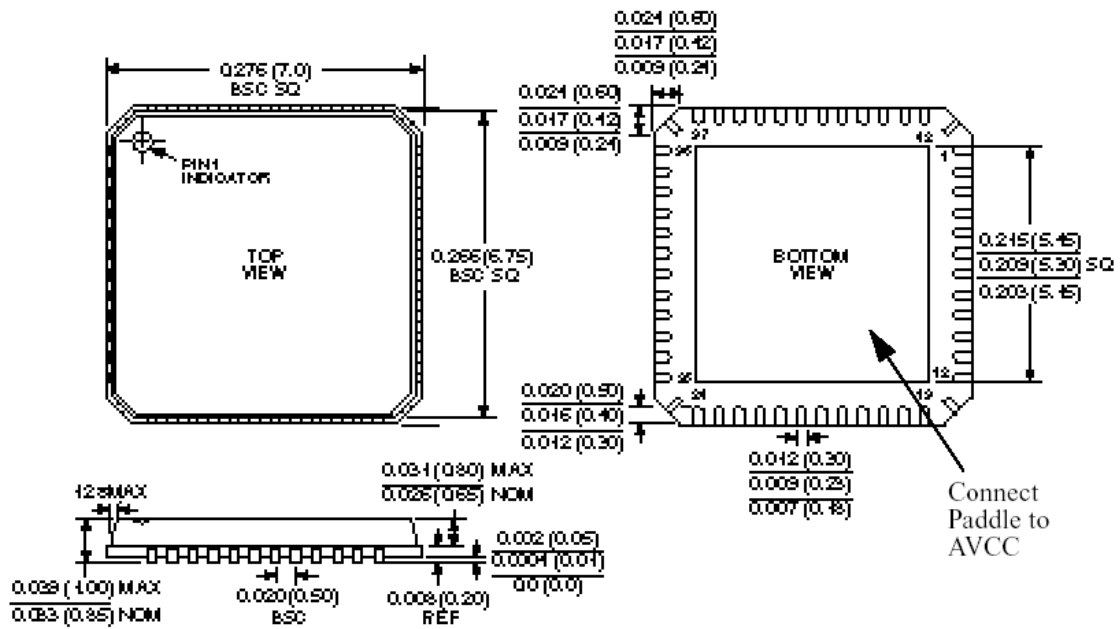 0.276 (7.0)
BSC SQ
PIN1
INDICATOR
TOP
VIEW
0.266(6.75)
BSC SQ
0.024 (0.60)
0.017 (0.42)
0.009 (0.24)
0.024 (0.60)
0.017 (0.42)
0.009 (0.24)
37
42
1
BOTTOM
VIEW
0.215(5.45)
0.209(5.30) SQ
0.203(5.15)
12
24
0.020 (0.50)
0.016 (0.40)
0.012 (0.30)
0.012 (0.30)
0.009 (0.23)
0.007 (0.18)
Connect
Paddle to
AVCC
0.031 (0.80) MAX
0.026 (0.65) NOM
0.039 (1.00) MAX
0.033 (0.85) NOM
0.020(0.50)
BSC
0.008 (0.20)
REF
0.002 (0.05)
0.0004 (0.01)
0.0 (0.0)